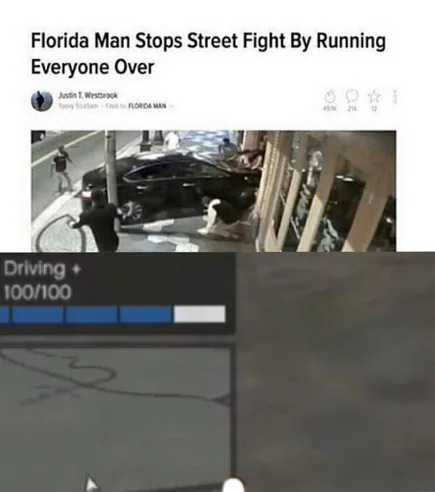 Florida Man Stops Street Fight By Running
Everyone Over
Justin T. Westbrook
FLORIDA MAN
Driving +
100/100